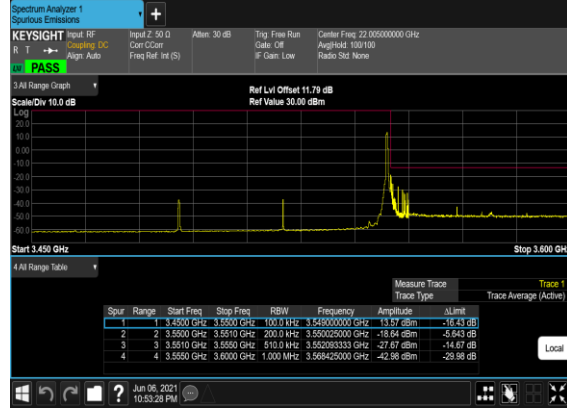 Spectrum Analyzer 1
Spurious Emissions
KEYSIGHT Input: RF Input Z: 50 Ω Atten: 30 dB Trig: Free Run Center Freq: 22.005000000 GHz
R T Coupling: DC Corr CCorr Gate: Off Avg|Hold: 100/100
Align: Auto Freq Ref: Int (S) IF Gain: Low Radio Std: None
LW PASS
3 All Range Graph
Ref Lvl Offset 11.79 dB
Scale/Div 10.0 dB Ref Value 30.00 dBm
Log
20.0
10.0
0.00
-10.0
-20.0
-30.0
-40.0
-50.0
-60.0
Start 3.450 GHz Stop 3.600 GHz
4 All Range Table
Measure Trace Trace 1
Trace Type Trace Average (Active)
Spur Range Start Freq Stop Freq RBW Frequency Amplitude ΔLimit
1 1 3.4500 GHz 3.5500 GHz 100.0 kHz 3.549000000 GHz 13.57 dBm -16.43 dB
2 2 3.5500 GHz 3.5510 GHz 200.0 kHz 3.550025000 GHz -18.64 dBm -5.643 dB
3 3 3.5510 GHz 3.5550 GHz 510.0 kHz 3.552093333 GHz -27.67 dBm -14.67 dB
4 4 3.5550 GHz 3.6000 GHz 1.000 MHz 3.568425000 GHz -42.98 dBm -29.98 dB
Local
Jun 06, 2021
10:53:28 PM